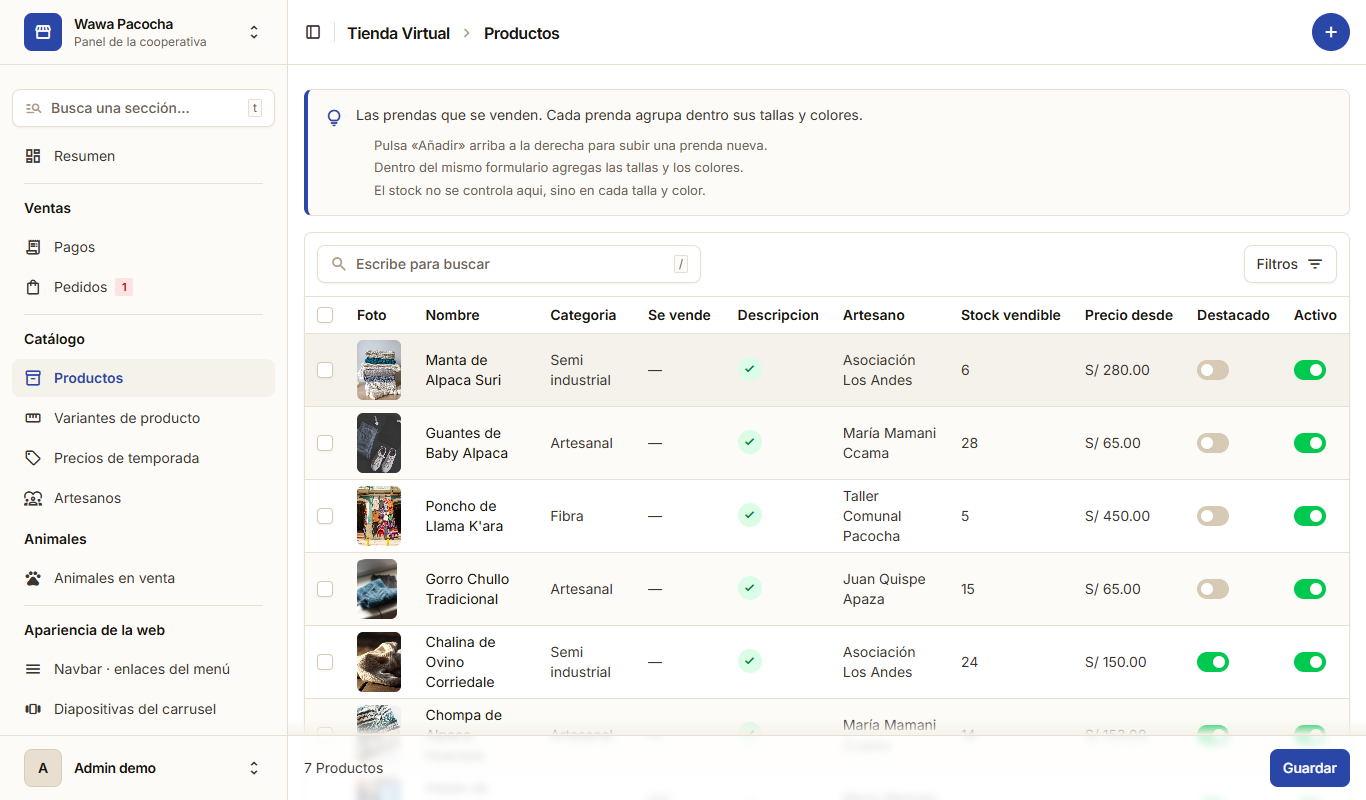 Wawa Pacocha
Panel de la cooperativa
Tienda Virtual > Productos
+
Busca una sección... t
Resumen
Ventas
Pagos
Pedidos 1
Catálogo
Productos
Variantes de producto
Precios de temporada
Artesanos
Animales
Animales en venta
Apariencia de la web
Navbar · enlaces del menú
Diapositivas del carrusel
A Admin demo
Las prendas que se venden. Cada prenda agrupa dentro sus tallas y colores.
Pulsa «Añadir» arriba a la derecha para subir una prenda nueva.
Dentro del mismo formulario agregas las tallas y los colores.
El stock no se controla aqui, sino en cada talla y color.
Escribe para buscar /
Filtros
Foto Nombre Categoria Se vende Descripcion Artesano Stock vendible Precio desde Destacado Activo
Manta de
Alpaca Suri
Semi
industrial
—
Asociación
Los Andes
6
S/ 280.00
Guantes de
Baby Alpaca
Artesanal
—
María Mamani
Ccama
28
S/ 65.00
Poncho de
Llama K'ara
Fibra
—
Taller
Comunal
Pacocha
5
S/ 450.00
Gorro Chullo
Tradicional
Artesanal
—
Juan Quispe
Apaza
15
S/ 65.00
Chalina de
Ovino
Corriedale
Semi
industrial
—
Asociación
Los Andes
24
S/ 150.00
Chompa de
Alpaca
Artesanal
María Mamani
7 Productos
Guardar